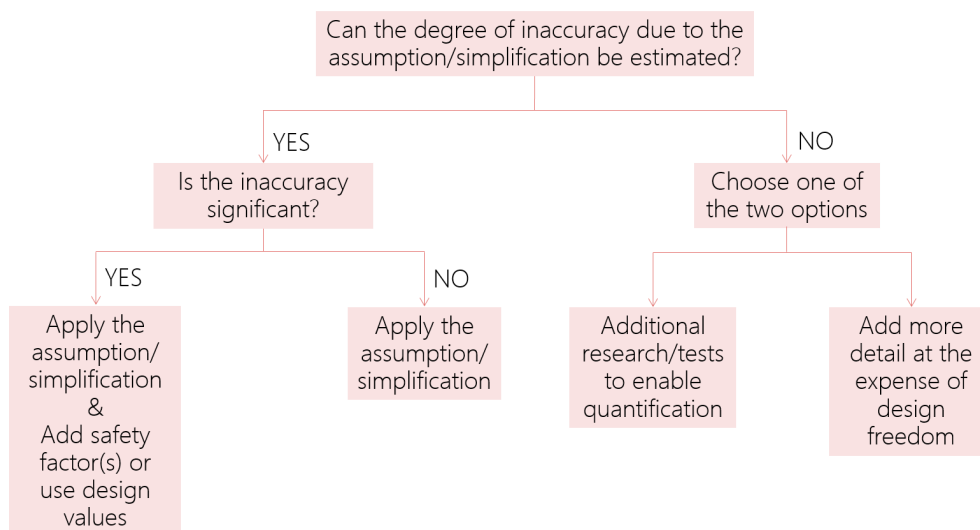 Can the degree of inaccuracy due to the
assumption/simplification be estimated?
YES
NO
Is the inaccuracy
significant?
Choose one of
the two options
YES
NO
Apply the
assumption/
simplification
&
Add safety
factor(s) or
use design
values
Apply the
assumption/
simplification
Additional
research/tests
to enable
quantification
Add more
detail at the
expense of
design
freedom